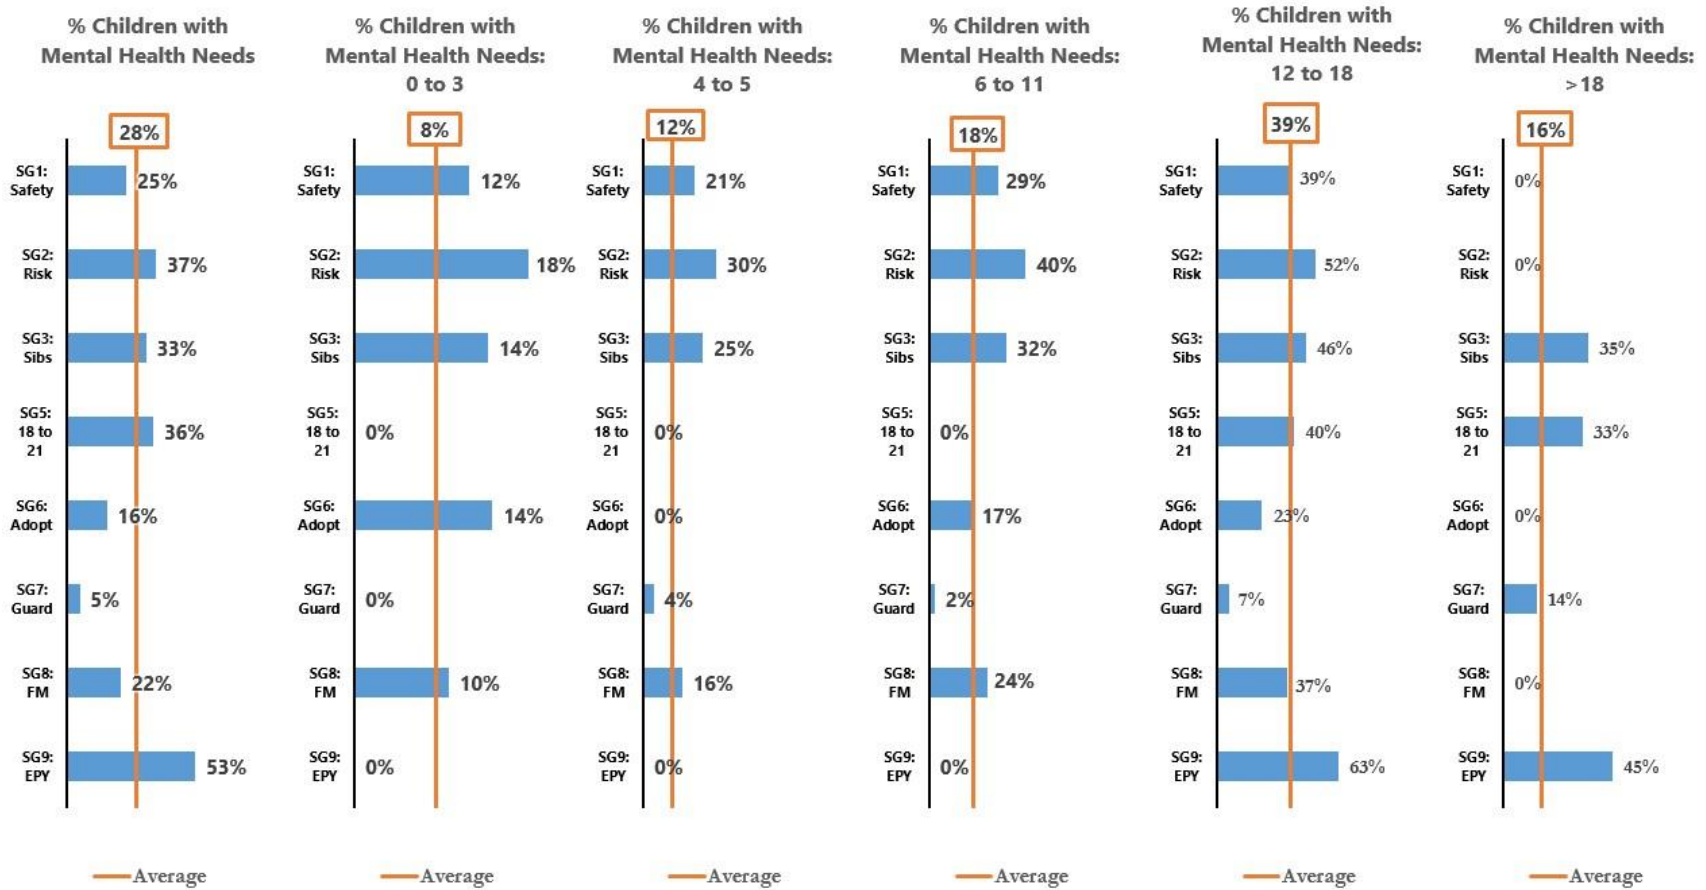 % Children with
Mental Health Needs
28%
SG1:
Safety
25%
SG2:
Risk
37%
SG3:
Sibs
33%
SG5:
18 to
21
36%
SG6:
Adopt
16%
SG7:
Guard
5%
SG8:
FM
22%
SG9:
EPY
53%
Average
% Children with
Mental Health Needs:
0 to 3
8%
SG1:
Safety
12%
SG2:
Risk
18%
SG3:
Sibs
14%
SG5:
18 to
21
0%
SG6:
Adopt
14%
SG7:
Guard
0%
SG8:
FM
10%
SG9:
EPY
0%
Average
% Children with
Mental Health Needs:
4 to 5
12%
SG1:
Safety
21%
SG2:
Risk
30%
SG3:
Sibs
25%
SG5:
18 to
21
0%
SG6:
Adopt
0%
SG7:
Guard
4%
SG8:
FM
16%
SG9:
EPY
0%
Average
% Children with
Mental Health Needs:
6 to 11
18%
SG1:
Safety
29%
SG2:
Risk
40%
SG3:
Sibs
32%
SG5:
18 to
21
0%
SG6:
Adopt
17%
SG7:
Guard
2%
SG8:
FM
24%
SG9:
EPY
0%
Average
% Children with
Mental Health Needs:
12 to 18
39%
SG1:
Safety
39%
SG2:
Risk
52%
SG3:
Sibs
46%
SG5:
18 to
21
40%
SG6:
Adopt
23%
SG7:
Guard
7%
SG8:
FM
37%
SG9:
EPY
63%
Average
% Children with
Mental Health Needs:
>18
16%
SG1:
Safety
0%
SG2:
Risk
0%
SG3:
Sibs
35%
SG5:
18 to
21
33%
SG6:
Adopt
0%
SG7:
Guard
14%
SG8:
FM
0%
SG9:
EPY
45%
Average